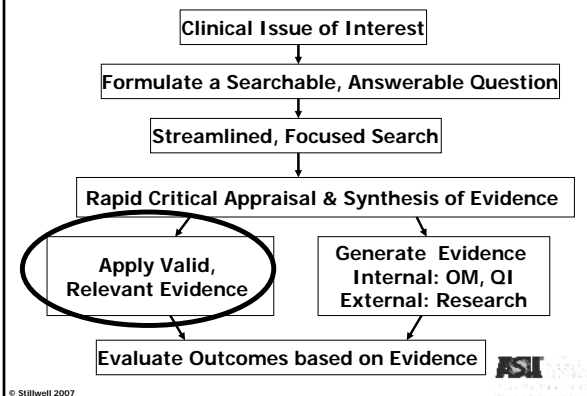 Clinical Issue of Interest
Formulate a Searchable, Answerable Question
Streamlined, Focused Search
Rapid Critical Appraisal & Synthesis of Evidence
Apply Valid,
Relevant Evidence
Generate Evidence
Internal: OM, QI
External: Research
Evaluate Outcomes based on Evidence
ASU
© Stillwell 2007